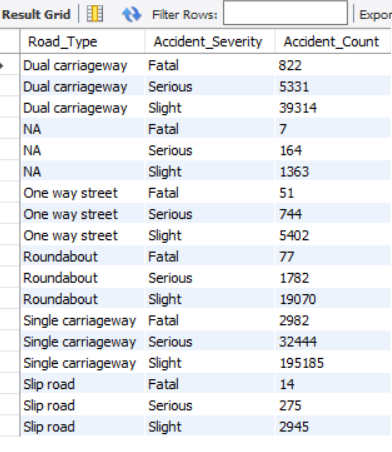 Result Grid Filter Rows: Expor
Road_Type Accident_Severity Accident_Count
Dual carriageway Fatal 822
Dual carriageway Serious 5331
Dual carriageway Slight 39314
NA Fatal 7
NA Serious 164
NA Slight 1363
One way street Fatal 51
One way street Serious 744
One way street Slight 5402
Roundabout Fatal 77
Roundabout Serious 1782
Roundabout Slight 19070
Single carriageway Fatal 2982
Single carriageway Serious 32444
Single carriageway Slight 195185
Slip road Fatal 14
Slip road Serious 275
Slip road Slight 2945